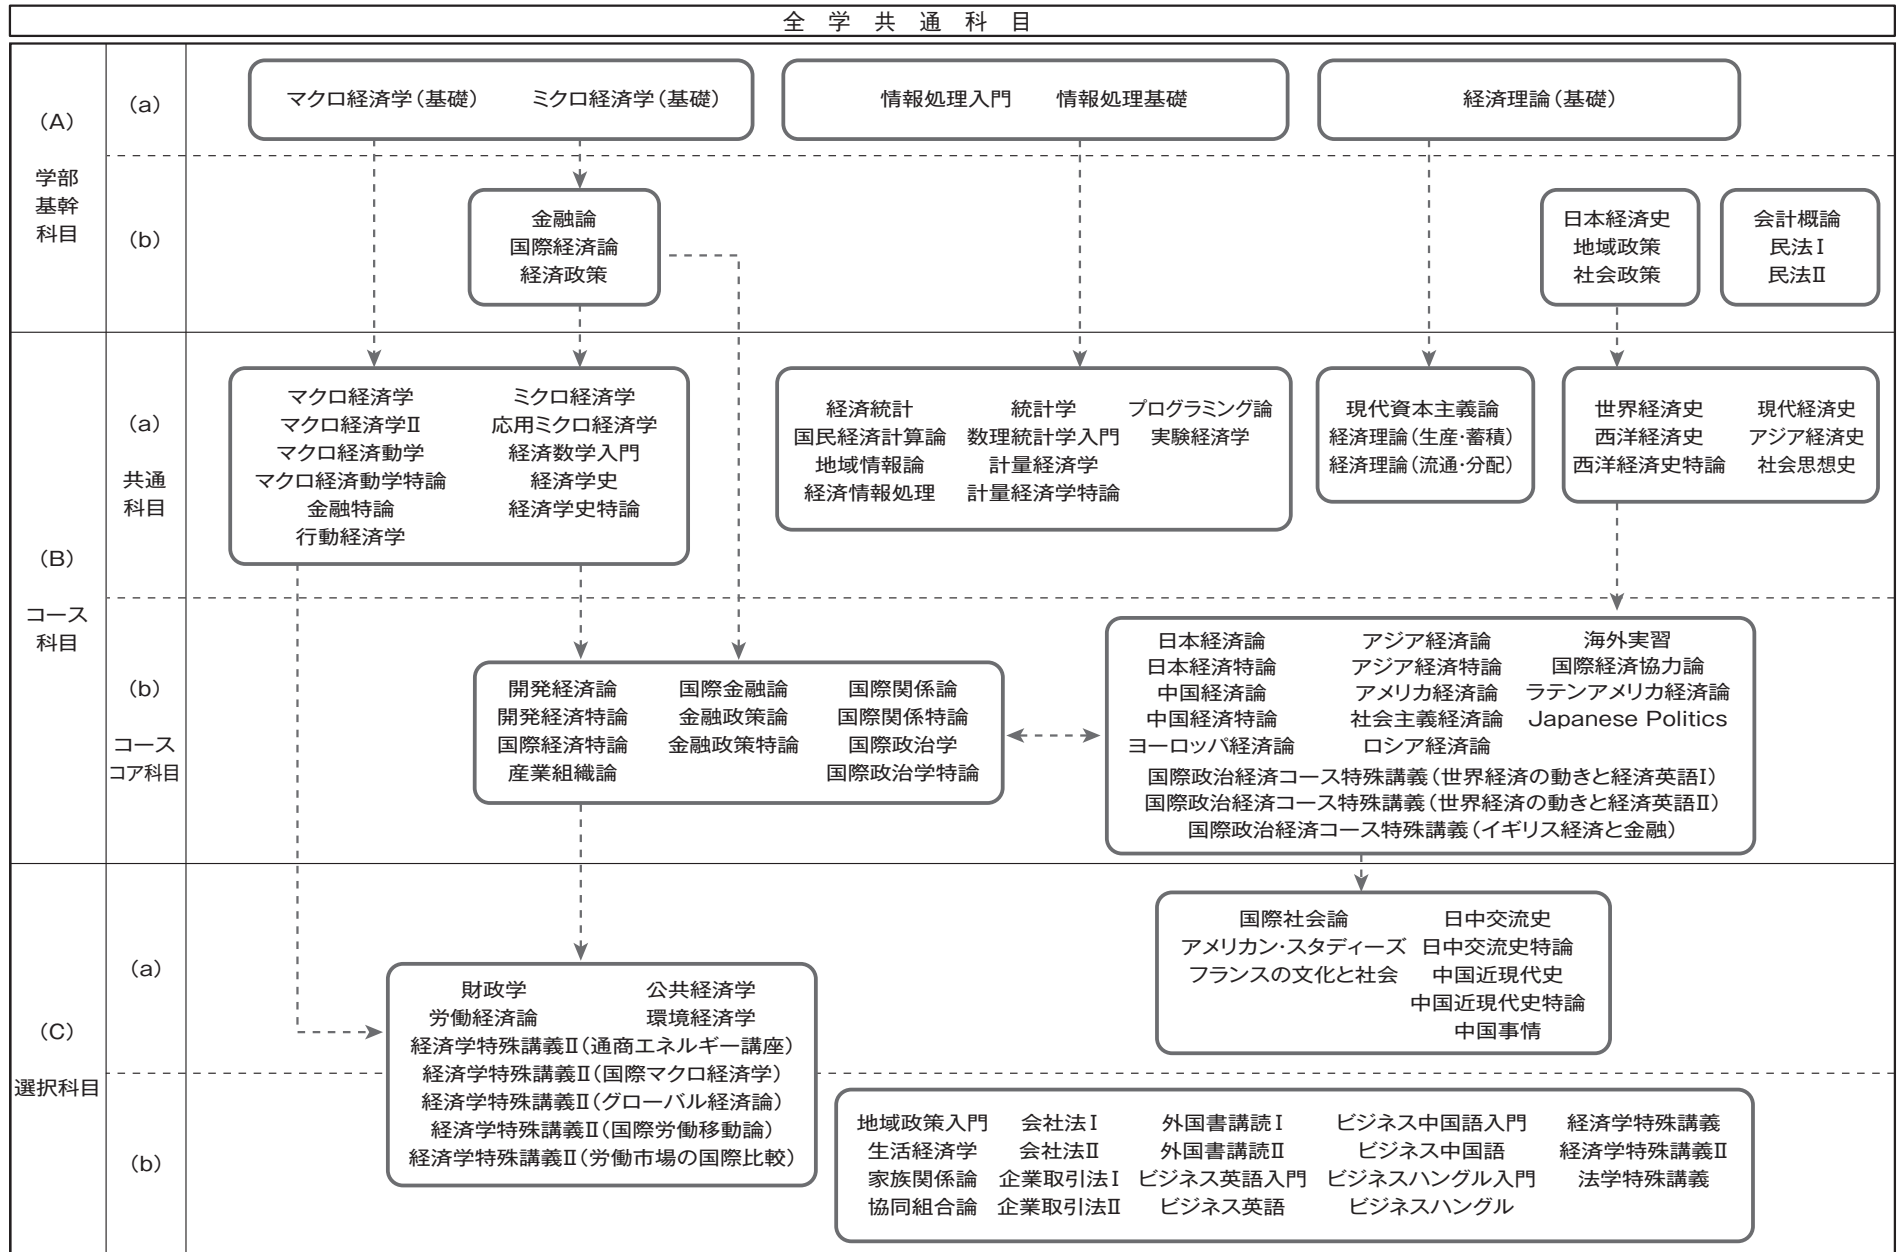 全学共通科目
(A)
学部
基幹
科目
(a)
マクロ経済学(基礎) ミクロ経済学(基礎)
情報処理入門 情報処理基礎
経済理論(基礎)
(b)
金融論
国際経済論
経済政策
日本経済史
地域政策
社会政策
会計概論
民法Ⅰ
民法Ⅱ
(B)
コース
科目
(a)
共通
科目
マクロ経済学 ミクロ経済学
マクロ経済学Ⅱ 応用ミクロ経済学
マクロ経済動学 経済数学入門
マクロ経済動学特論 経済学史
金融特論 経済学史特論
行動経済学
経済統計 統計学 プログラミング論
国民経済計算論 数理統計学入門 実験経済学
地域情報論 計量経済学
経済情報処理 計量経済学特論
現代資本主義論
経済理論(生産・蓄積)
経済理論(流通・分配)
世界経済史 現代経済史
西洋経済史 アジア経済史
西洋経済史特論 社会思想史
(b)
コース
コア科目
開発経済論 国際金融論 国際関係論
開発経済特論 金融政策論 国際関係特論
国際経済特論 金融政策特論 国際政治学
産業組織論 国際政治学特論
日本経済論 アジア経済論 海外実習
日本経済特論 アジア経済特論 国際経済協力論
中国経済論 アメリカ経済論 ラテンアメリカ経済論
中国経済特論 社会主義経済論 Japanese Politics
ヨーロッパ経済論 ロシア経済論
国際政治経済コース特殊講義(世界経済の動きと経済英語Ⅰ)
国際政治経済コース特殊講義(世界経済の動きと経済英語Ⅱ)
国際政治経済コース特殊講義(イギリス経済と金融)
(C)
選択科目
(a)
国際社会論 日中交流史
アメリカン・スタディーズ 日中交流史特論
フランスの文化と社会 中国近現代史
中国近現代史特論
中国事情
財政学 公共経済学
労働経済論 環境経済学
経済学特殊講義Ⅱ(通商エネルギー講座)
経済学特殊講義Ⅱ(国際マクロ経済学)
経済学特殊講義Ⅱ(グローバル経済論)
経済学特殊講義Ⅱ(国際労働移動論)
経済学特殊講義Ⅱ(労働市場の国際比較)
(b)
地域政策入門 会社法Ⅰ 外国書講読Ⅰ ビジネス中国語入門 経済学特殊講義
生活経済学 会社法Ⅱ 外国書講読Ⅱ ビジネス中国語 経済学特殊講義Ⅱ
家族関係論 企業取引法Ⅰ ビジネス英語入門 ビジネスハングル入門 法学特殊講義
協同組合論 企業取引法Ⅱ ビジネス英語 ビジネスハングル